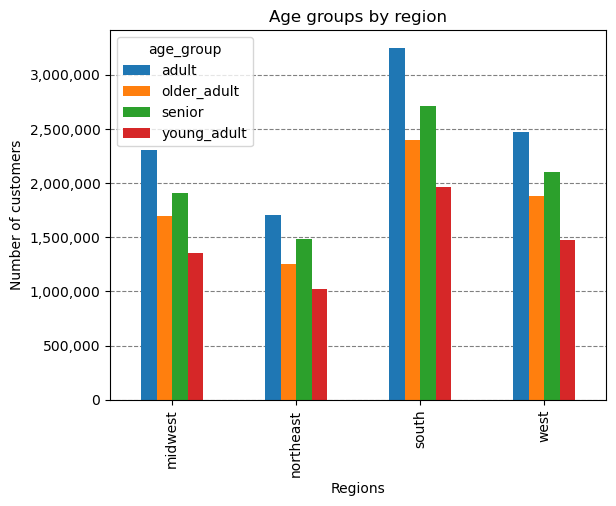 Age groups by region
age_group
adult
older_adult
senior
young_adult
Number of customers
3,000,000
2,500,000
2,000,000
1,500,000
1,000,000
500,000
0
midwest
northeast
south
west
Regions